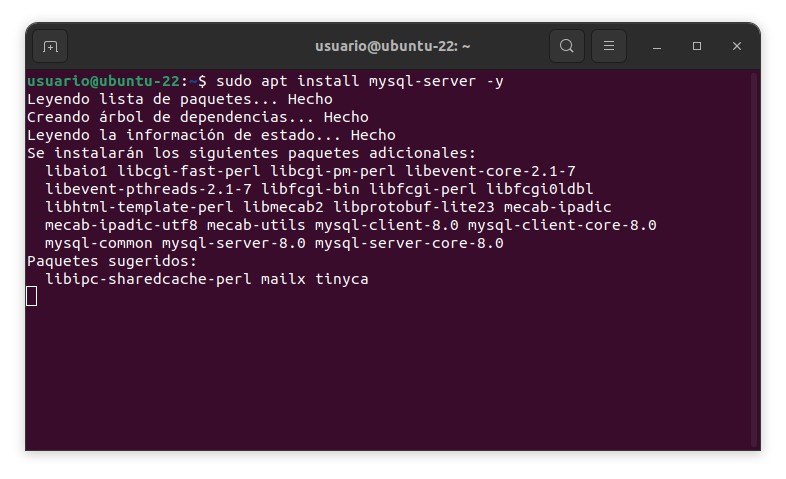 usuario@ubuntu-22: ~
usuario@ubuntu-22:~$ sudo apt install mysql-server -y
Leyendo lista de paquetes... Hecho
Creando árbol de dependencias... Hecho
Leyendo la información de estado... Hecho
Se instalarán los siguientes paquetes adicionales:
  libaio1 libcgi-fast-perl libcgi-pm-perl libevent-core-2.1-7
  libevent-pthreads-2.1-7 libfcgi-bin libfcgi-perl libfcgi0ldbl
  libhtml-template-perl libmecab2 libprotobuf-lite23 mecab-ipadic
  mecab-ipadic-utf8 mecab-utils mysql-client-8.0 mysql-client-core-8.0
  mysql-common mysql-server-8.0 mysql-server-core-8.0
Paquetes sugeridos:
  libipc-sharedcache-perl mailx tinyca